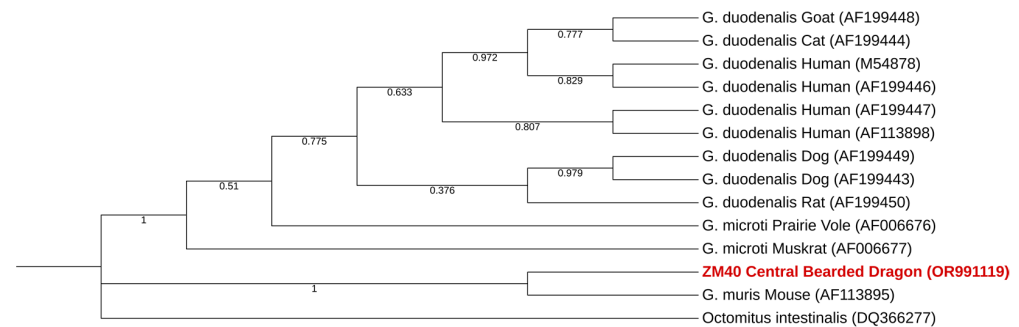 G. duodenalis Goat (AF199448)
0.777
G. duodenalis Cat (AF199444)
0.972
G. duodenalis Human (M54878)
0.829
G. duodenalis Human (AF199446)
0.633
G. duodenalis Human (AF199447)
0.807
G. duodenalis Human (AF113898)
0.775
G. duodenalis Dog (AF199449)
0.979
G. duodenalis Dog (AF199443)
0.376
G. duodenalis Rat (AF199450)
0.51
G. microti Prairie Vole (AF006676)
1
G. microti Muskrat (AF006677)
ZM40 Central Bearded Dragon (OR991119)
1
G. muris Mouse (AF113895)
Octomitus intestinalis (DQ366277)